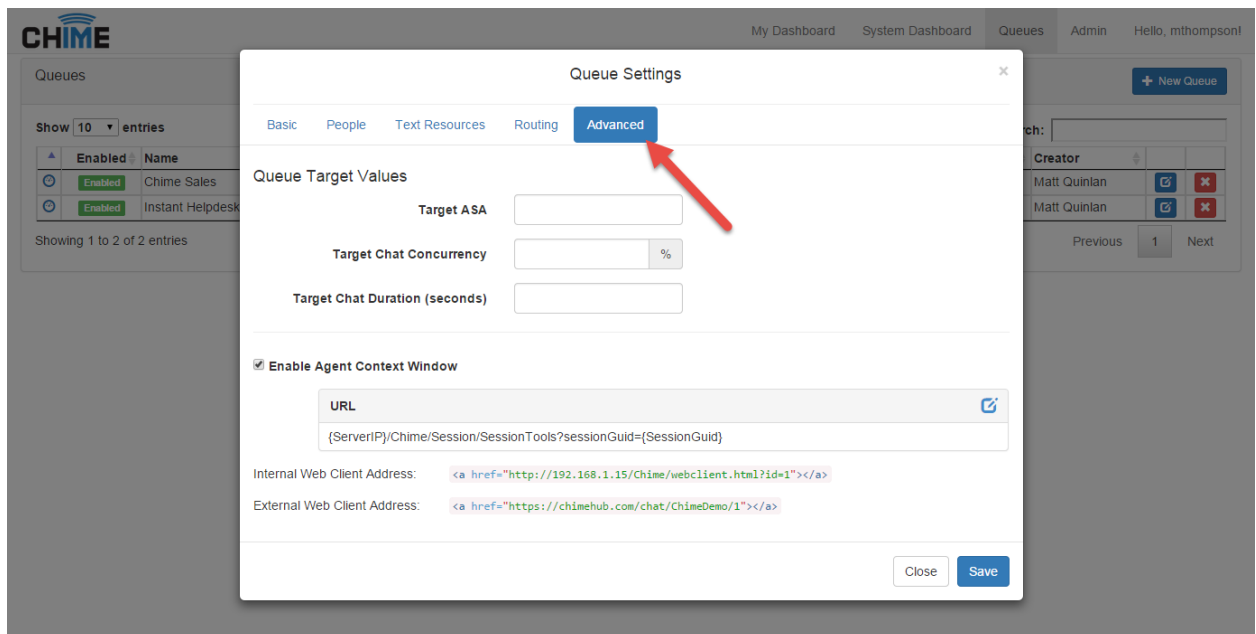 CHIME
My Dashboard System Dashboard Queues Admin Hello, mthompson!
Queues
+ New Queue
Queue Settings
×
Basic People Text Resources Routing Advanced
Show 10 entries
Enabled Name
Enabled Chime Sales
Enabled Instant Helpdesk
Showing 1 to 2 of 2 entries
Queue Target Values
Target ASA
Target Chat Concurrency %
Target Chat Duration (seconds)
Enable Agent Context Window
URL
{ServerIP}/Chime/Session/SessionTools?sessionGuid={SessionGuid}
Internal Web Client Address: <a href="http://192.168.1.15/Chime/webclient.html?id=1"></a>
External Web Client Address: <a href="https://chimehub.com/chat/ChimeDemo/1"></a>
Close Save
rch:
Creator
Matt Quinlan
Matt Quinlan
Previous 1 Next